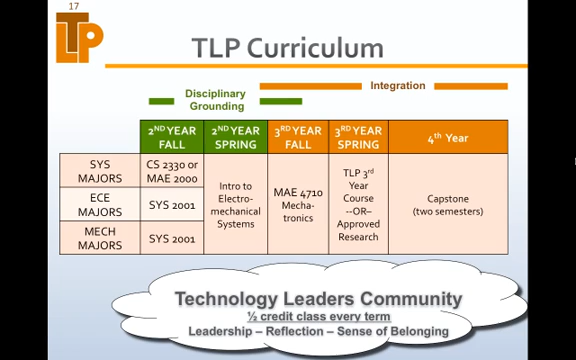 17
TLP
TLP Curriculum
Integration
Disciplinary
Grounding
2ND YEAR
FALL
2ND YEAR
SPRING
3RD YEAR
FALL
3RD YEAR
SPRING
4th Year
SYS
MAJORS
CS 2330 or
MAE 2000
Intro to
Electro-
mechanical
Systems
MAE 4710
Mecha-
tronics
TLP 3rd
Year
Course
--OR--
Approved
Research
Capstone
(two semesters)
ECE
MAJORS
SYS 2001
MECH
MAJORS
SYS 2001
Technology Leaders Community
½ credit class every term
Leadership – Reflection – Sense of Belonging